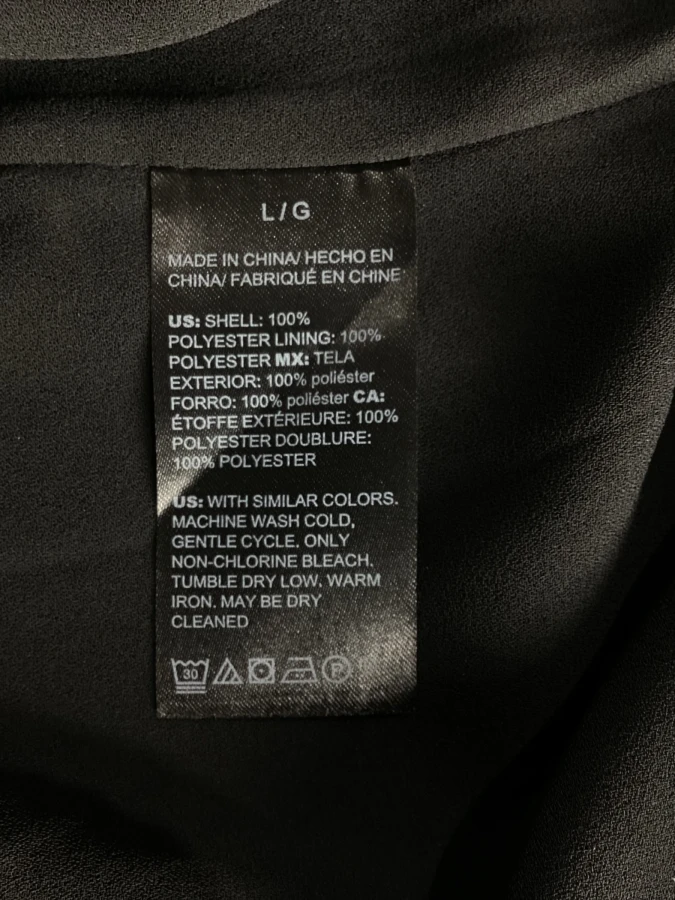 L/G
MADE IN CHINA/ HECHO EN
CHINA/ FABRIQUÉ EN CHINE
US: SHELL: 100%
POLYESTER LINING: 100%
POLYESTER MX: TELA
EXTERIOR: 100% poliéster
FORRO: 100% poliéster CA:
ÉTOFFE EXTÉRIEURE: 100%
POLYESTER DOUBLURE:
100% POLYESTER
US: WITH SIMILAR COLORS.
MACHINE WASH COLD,
GENTLE CYCLE. ONLY
NON-CHLORINE BLEACH.
TUMBLE DRY LOW. WARM
IRON. MAY BE DRY
CLEANED
30 P